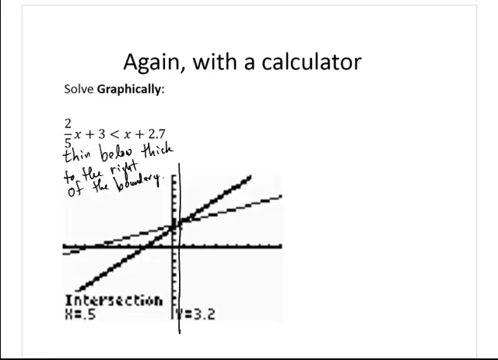 Again, with a calculator
Solve Graphically:
2/5 x + 3 < x + 2.7
thin below thick
to the right
of the boundary.
Intersection
X=.5 Y=3.2